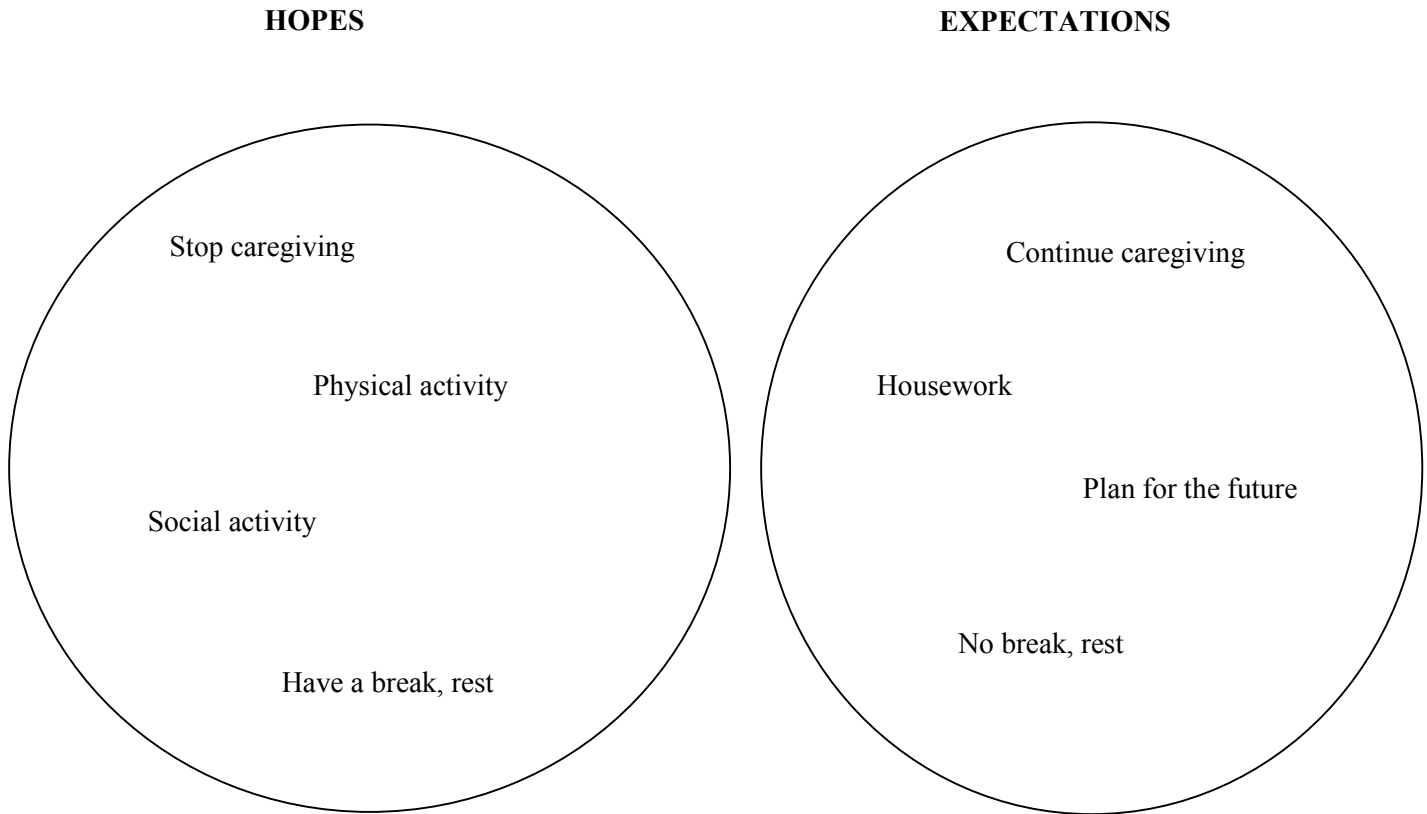 HOPES
EXPECTATIONS
Stop caregiving
Physical activity
Social activity
Have a break, rest
Continue caregiving
Housework
Plan for the future
No break, rest